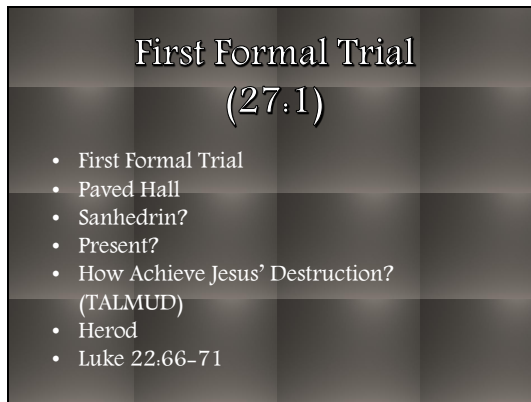 First Formal Trial
(27:1)
• First Formal Trial
• Paved Hall
• Sanhedrin?
• Present?
• How Achieve Jesus’ Destruction?
(TALMUD)
• Herod
• Luke 22:66-71